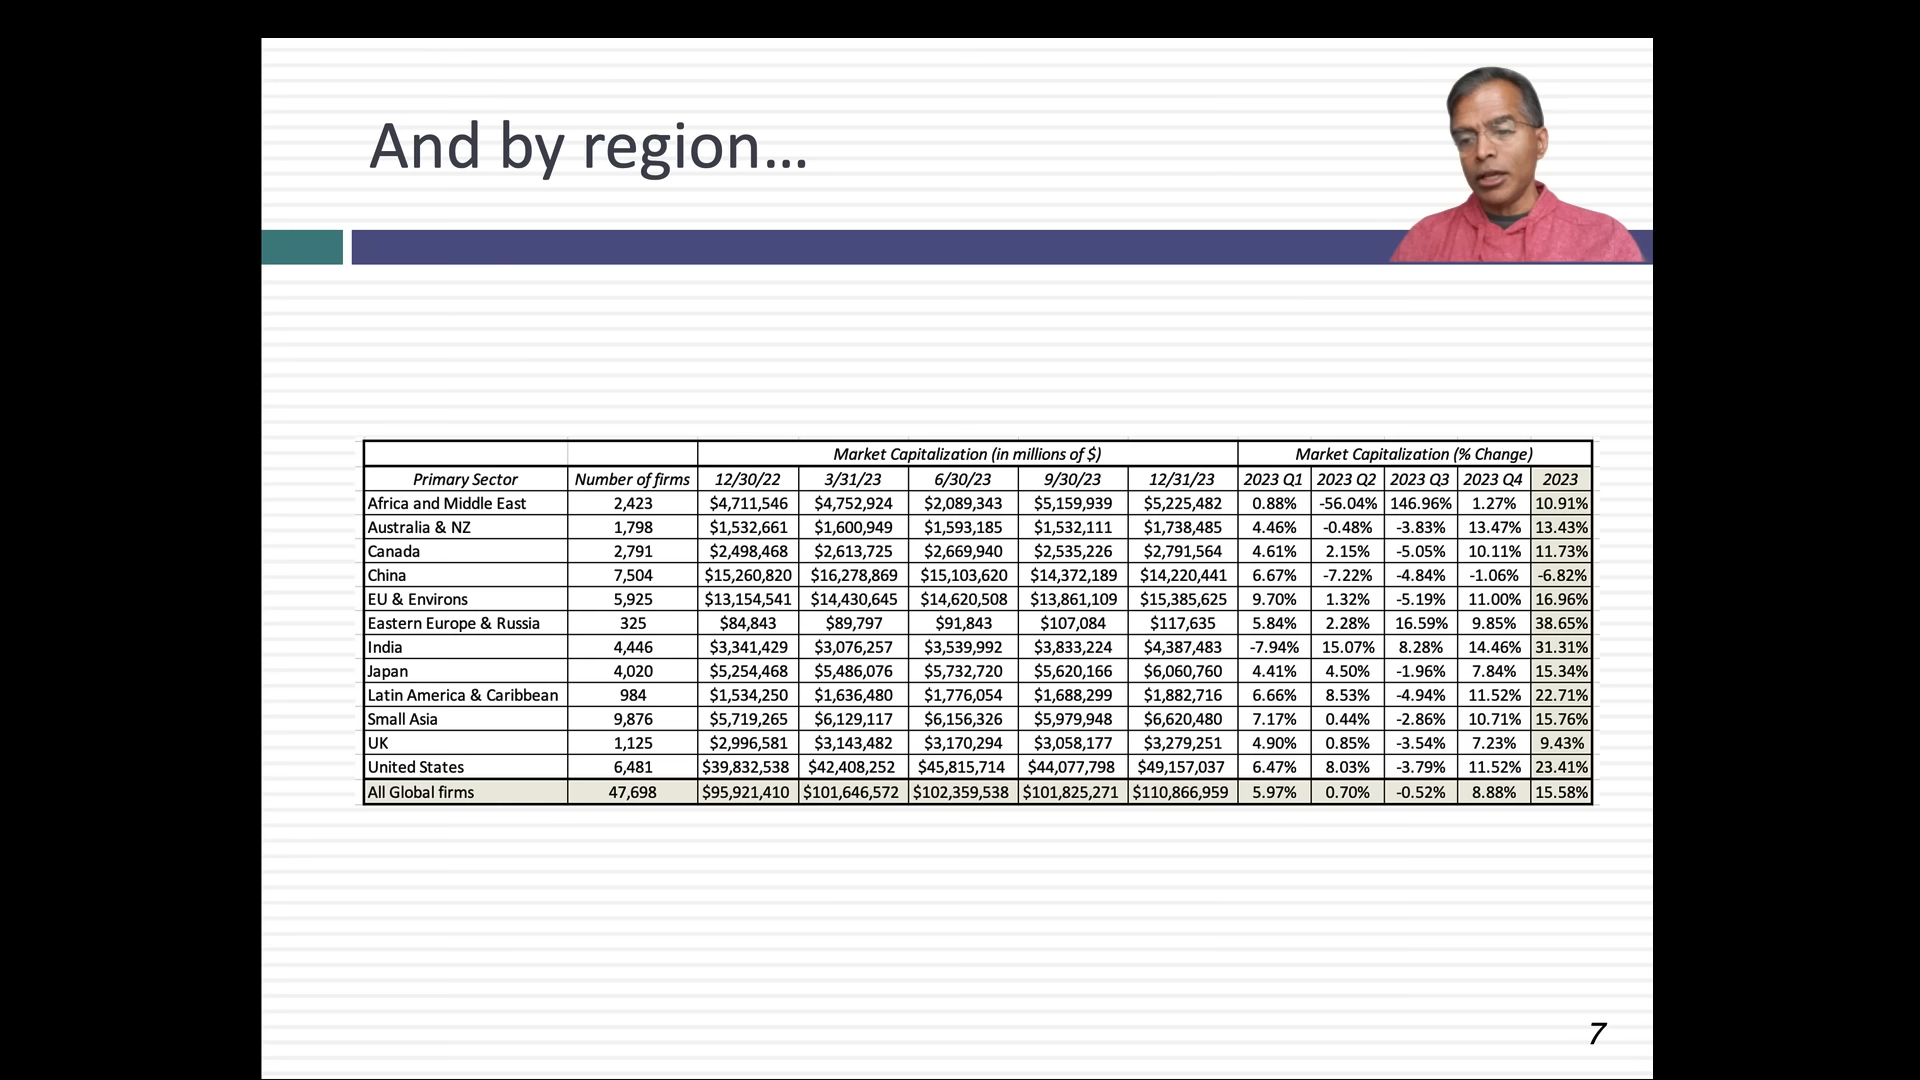 And by region…
Market Capitalization (in millions of $) Market Capitalization (% Change)
Primary Sector Number of firms 12/30/22 3/31/23 6/30/23 9/30/23 12/31/23 2023 Q1 2023 Q2 2023 Q3 2023 Q4 2023
Africa and Middle East 2,423 $4,711,546 $4,752,924 $2,089,343 $5,159,939 $5,225,482 0.88% -56.04% 146.96% 1.27% 10.91%
Australia & NZ 1,798 $1,532,661 $1,600,949 $1,593,185 $1,532,111 $1,738,485 4.46% -0.48% -3.83% 13.47% 13.43%
Canada 2,791 $2,498,468 $2,613,725 $2,669,940 $2,535,226 $2,791,564 4.61% 2.15% -5.05% 10.11% 11.73%
China 7,504 $15,260,820 $16,278,869 $15,103,620 $14,372,189 $14,220,441 6.67% -7.22% -4.84% -1.06% -6.82%
EU & Environs 5,925 $13,154,541 $14,430,645 $14,620,508 $13,861,109 $15,385,625 9.70% 1.32% -5.19% 11.00% 16.96%
Eastern Europe & Russia 325 $84,843 $89,797 $91,843 $107,084 $117,635 5.84% 2.28% 16.59% 9.85% 38.65%
India 4,446 $3,341,429 $3,076,257 $3,539,992 $3,833,224 $4,387,483 -7.94% 15.07% 8.28% 14.46% 31.31%
Japan 4,020 $5,254,468 $5,486,076 $5,732,720 $5,620,166 $6,060,760 4.41% 4.50% -1.96% 7.84% 15.34%
Latin America & Caribbean 984 $1,534,250 $1,636,480 $1,776,054 $1,688,299 $1,882,716 6.66% 8.53% -4.94% 11.52% 22.71%
Small Asia 9,876 $5,719,265 $6,129,117 $6,156,326 $5,979,948 $6,620,480 7.17% 0.44% -2.86% 10.71% 15.76%
UK 1,125 $2,996,581 $3,143,482 $3,170,294 $3,058,177 $3,279,251 4.90% 0.85% -3.54% 7.23% 9.43%
United States 6,481 $39,832,538 $42,408,252 $45,815,714 $44,077,798 $49,157,037 6.47% 8.03% -3.79% 11.52% 23.41%
All Global firms 47,698 $95,921,410 $101,646,572 $102,359,538 $101,825,271 $110,866,959 5.97% 0.70% -0.52% 8.88% 15.58%
7